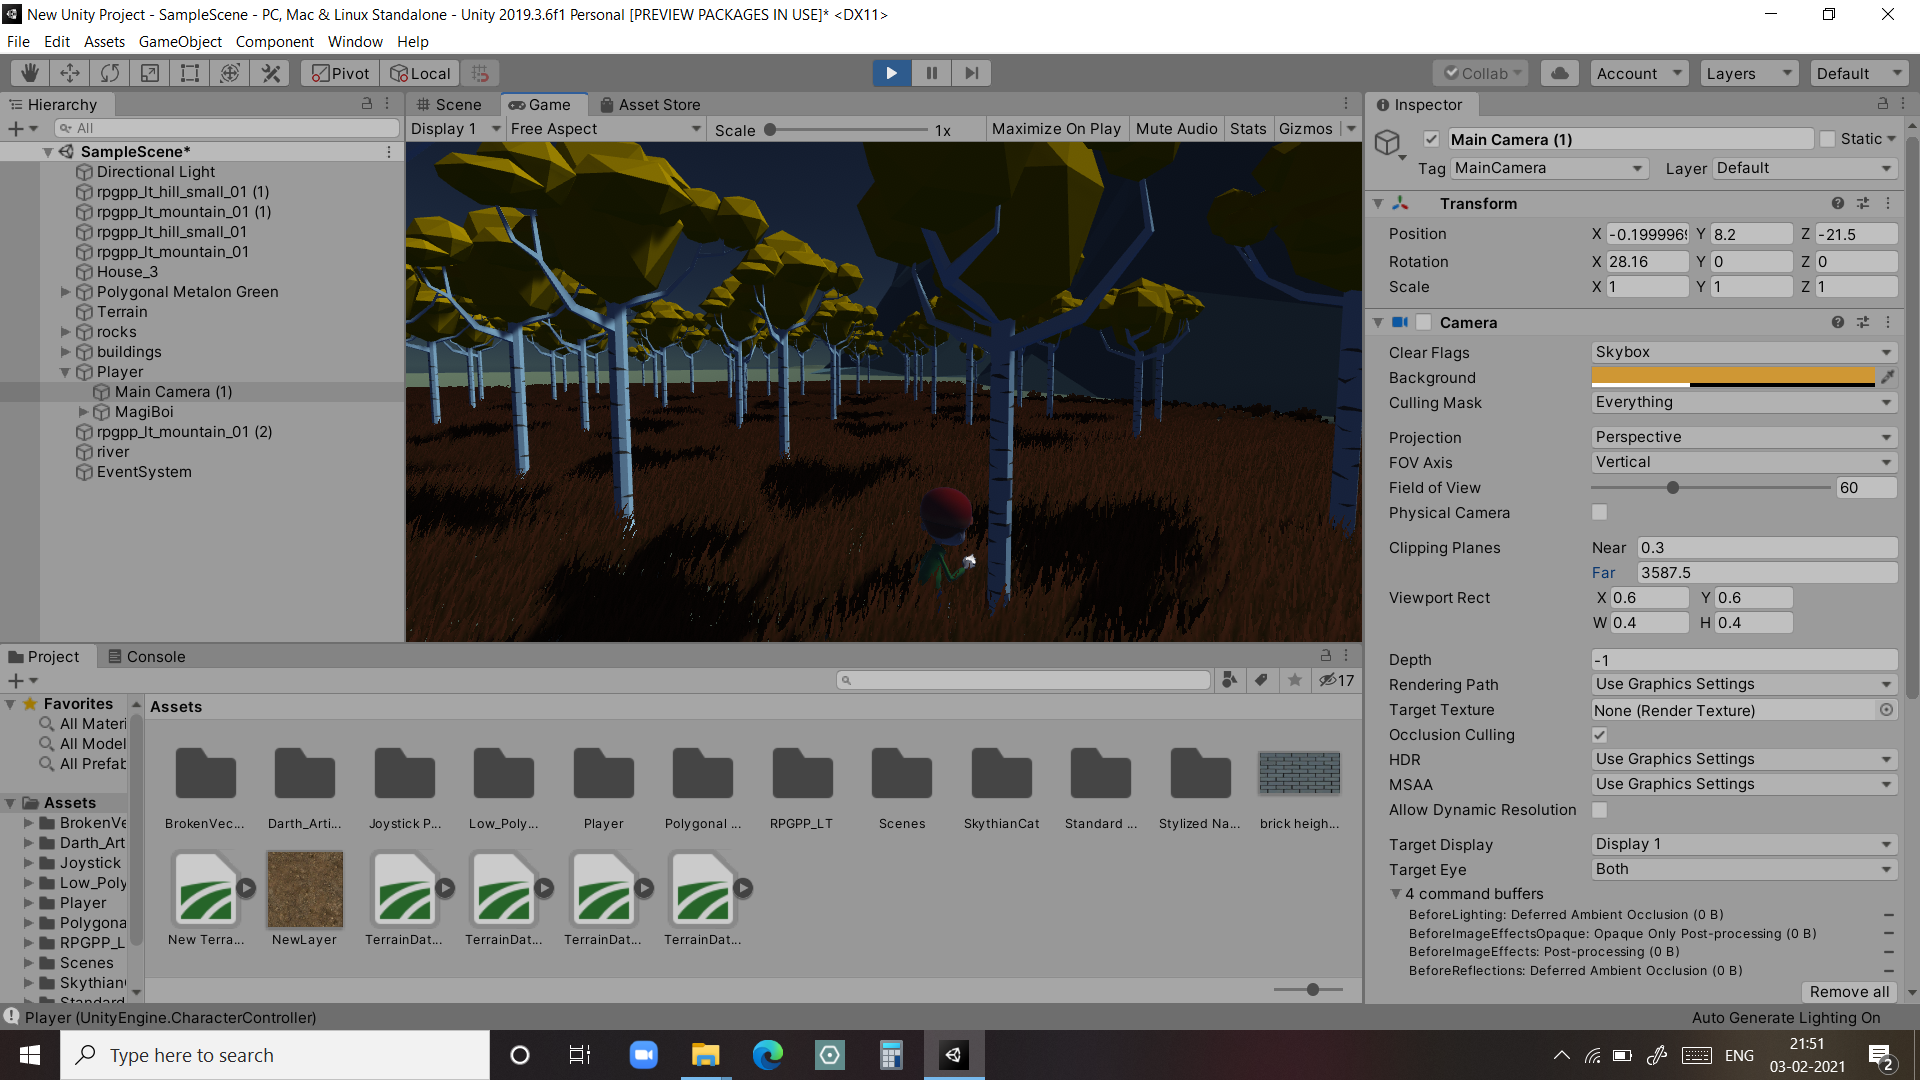 New Unity Project - SampleScene - PC, Mac & Linux Standalone - Unity 2019.3.6f1 Personal [PREVIEW PACKAGES IN USE]* <DX11>
File Edit Assets GameObject Component Window Help
Pivot Local Collab Account Layers Default
Hierarchy
All
SampleScene*
Directional Light
rpgpp_lt_hill_small_01 (1)
rpgpp_lt_mountain_01 (1)
rpgpp_lt_hill_small_01
rpgpp_lt_mountain_01
House_3
Polygonal Metalon Green
Terrain
rocks
buildings
Player
Main Camera (1)
MagiBoi
rpgpp_lt_mountain_01 (2)
river
EventSystem
Scene Game Asset Store
Display 1 Free Aspect Scale 1x Maximize On Play Mute Audio Stats Gizmos
Inspector
Main Camera (1) Static
Tag MainCamera Layer Default
Transform
Position X -0.1999969 Y 8.2 Z -21.5
Rotation X 28.16 Y 0 Z 0
Scale X 1 Y 1 Z 1
Camera
Clear Flags Skybox
Background
Culling Mask Everything
Projection Perspective
FOV Axis Vertical
Field of View 60
Physical Camera
Clipping Planes Near 0.3
Far 3587.5
Viewport Rect X 0.6 Y 0.6
W 0.4 H 0.4
Depth -1
Rendering Path Use Graphics Settings
Target Texture None (Render Texture)
Occlusion Culling
HDR Use Graphics Settings
MSAA Use Graphics Settings
Allow Dynamic Resolution
Target Display Display 1
Target Eye Both
4 command buffers
BeforeLighting: Deferred Ambient Occlusion (0 B)
BeforeImageEffectsOpaque: Opaque Only Post-processing (0 B)
BeforeImageEffects: Post-processing (0 B)
BeforeReflections: Deferred Ambient Occlusion (0 B)
Remove all
Project Console
17
Favorites
All Materi
All Model
All Prefab
Assets
BrokenVe
Darth_Art
Joystick
Low_Poly
Player
Polygona
RPGPP_L
Scenes
Skythian
Standard
Assets
BrokenVec... Darth_Arti... Joystick P... Low_Poly... Player Polygonal ... RPGPP_LT Scenes SkythianCat Standard ... Stylized Na... brick heigh...
New Terra... NewLayer TerrainDat... TerrainDat... TerrainDat... TerrainDat...
Player (UnityEngine.CharacterController)
Auto Generate Lighting On
Type here to search
ENG
21:51
03-02-2021
2